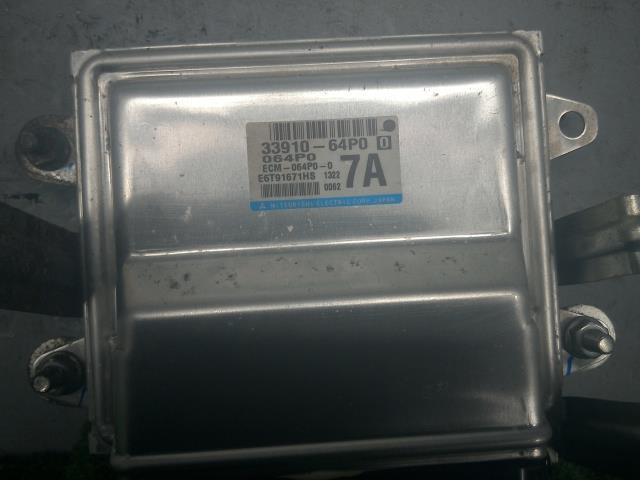 33910-64P0 0
064P0
ECM-064P0-0 7A
E6T91671HS 1322
0062
MITSUBISHI ELECTRIC CORP. JAPAN